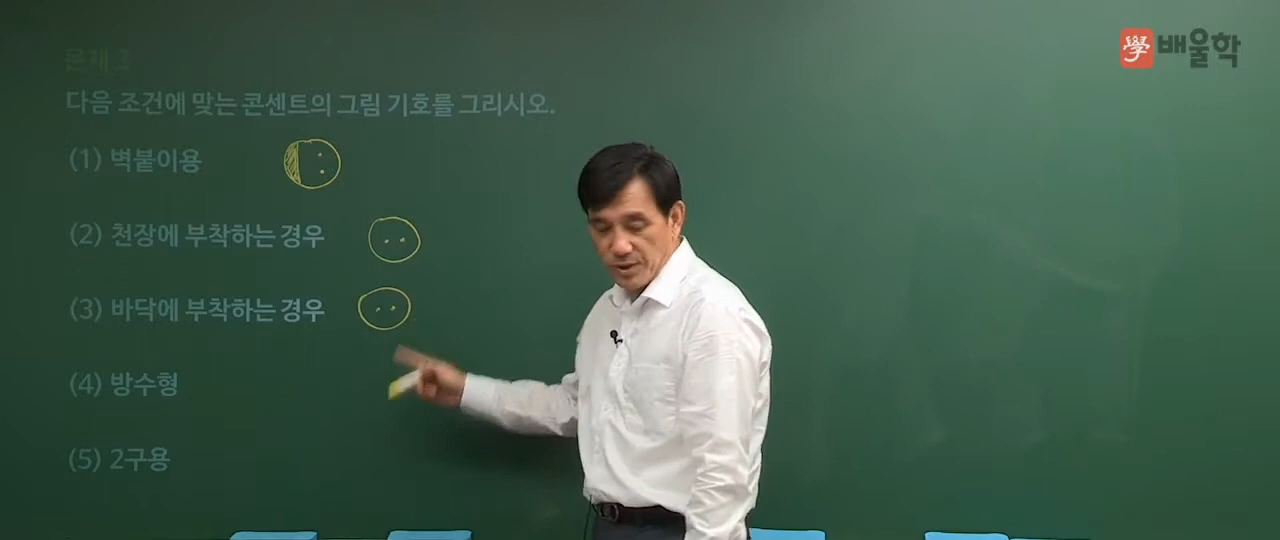 學 배울학
문제 2
다음 조건에 맞는 콘센트의 그림 기호를 그리시오.
(1) 벽붙이용
(2) 천장에 부착하는 경우
(3) 바닥에 부착하는 경우
(4) 방수형
(5) 2구용